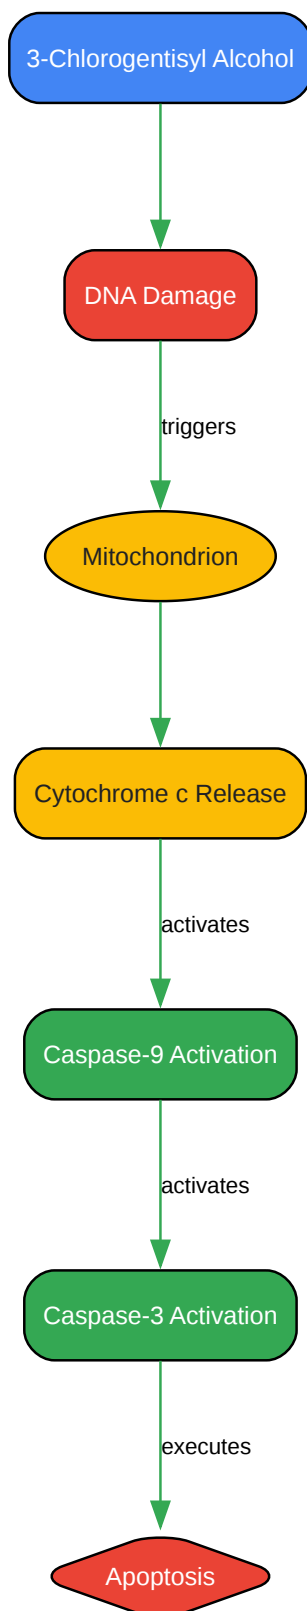 3-Chlorogentisyl Alcohol
DNA Damage
triggers
Mitochondrion
Cytochrome c Release
activates
Caspase-9 Activation
activates
Caspase-3 Activation
executes
Apoptosis